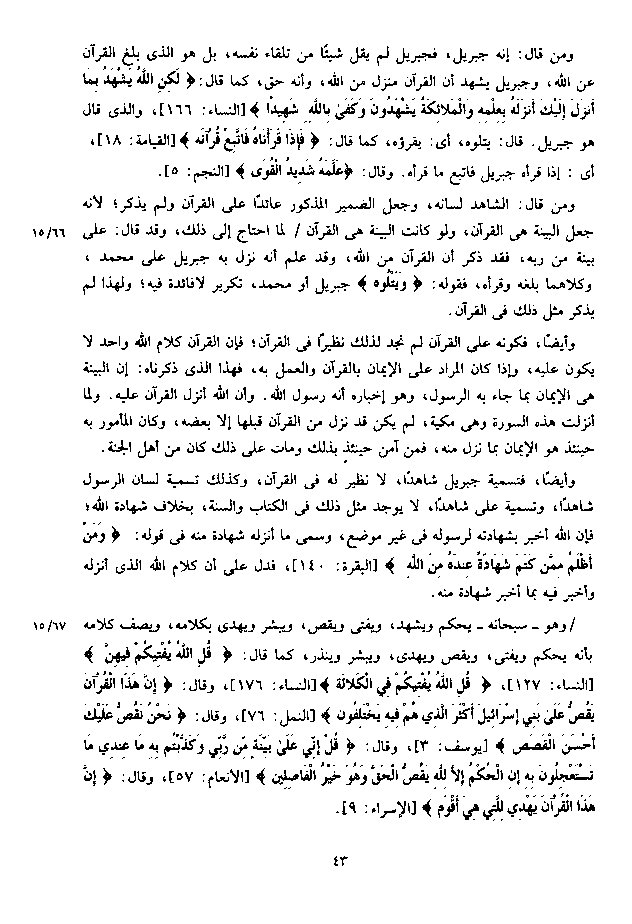 ومن قال: إنه جبريل، فجبريل لم يقل شيئًا من تلقاء نفسه، بل هو الذى بلغ القرآن
عن الله، وجبريل يشهد أن القرآن منزل من الله، وأنه حق، كما قال: ﴿ لَكِنِ اللَّهُ يَشْهَدُ بِمَا
أَنزَلَ إِلَيْكَ أَنزَلَهُ بِعِلْمِهِ وَالْمَلائِكَةُ يَشْهَدُونَ وَكَفَىٰ بِاللَّهِ شَهِيدًا ﴾ [النساء: ١٦٦]، والذى قال
هو جبريل. قال: يتلوه، أى: يقرؤه، كما قال: ﴿ فَإِذَا قَرَأْنَاهُ فَاتَّبِعْ قُرْآنَهُ ﴾ [القيامة: ١٨]،
أى : إذا قرأه جبريل فاتبع ما قرأه. وقال: ﴿ عَلَّمَهُ شَدِيدُ الْقُوَىٰ ﴾ [النجم: ٥].
ومن قال: الشاهد لسانه، وجعل الضمير المذكور عائدًا على القرآن ولم يذكر؛ لأنه
جعل البينة هى القرآن، ولو كانت البينة هى القرآن / لما احتاج إلى ذلك، وقد قال: على ١٥/٦٦
بينة من ربه، فقد ذكر أن القرآن من الله، وقد علم أنه نزل به جبريل على محمد ،
وكلاهما بلغه وقرأه، فقوله: ﴿ وَيَتْلُوهُ ﴾ جبريل أو محمد، تكرير لافائدة فيه؛ ولهذا لم
يذكر مثل ذلك فى القرآن.
وأيضًا، فكونه على القرآن لم نجد لذلك نظيرًا فى القرآن؛ فإن القرآن كلام الله واحد لا
يكون عليه، وإذا كان المراد على الإيمان بالقرآن والعمل به، فهذا الذى ذكرناه: إن البينة
هى الإيمان بما جاء به الرسول، وهو إخباره أنه رسول الله. وأن الله أنزل القرآن عليه. ولما
أنزلت هذه السورة وهى مكية، لم يكن قد نزل من القرآن قبلها إلا بعضه، وكان المأمور به
حينئذ هو الإيمان بما نزل منه، فمن آمن حينئذ بذلك ومات على ذلك كان من أهل الجنة.
وأيضًا، فتسمية جبريل شاهدًا، لا نظير له فى القرآن، وكذلك تسمية لسان الرسول
شاهدًا، وتسمية على شاهدًا، لا يوجد مثل ذلك فى الكتاب والسنة، بخلاف شهادة الله؛
فإن الله أخبر بشهادته لرسوله فى غير موضع، وسمى ما أنزله شهادة منه فى قوله: ﴿ وَمَنْ
أَظْلَمُ مِمَّن كَتَمَ شَهَادَةً عِندَهُ مِنَ اللَّهِ ﴾ [البقرة: ١٤٠]، فدل على أن كلام الله الذى أنزله
وأخبر فيه بما أخبر شهادة منه.
/ وهو ـ سبحانه ـ يحكم ويشهد، ويفتى ويقص، ويبشر ويهدى بكلامه، ويصف كلامه ١٥/٦٧
بأنه يحكم ويفتى، ويقص ويهدى، ويبشر وينذر، كما قال: ﴿ قُلِ اللَّهُ يُفْتِيكُمْ فِيهِنَّ ﴾
[النساء: ١٢٧]، ﴿ قُلِ اللَّهُ يُفْتِيكُمْ فِي الْكَلالَةِ ﴾ [النساء: ١٧٦]، وقال: ﴿ إِنَّ هَذَا الْقُرْآنَ
يَقُصُّ عَلَىٰ بَنِي إِسْرَائِيلَ أَكْثَرَ الَّذِي هُمْ فِيهِ يَخْتَلِفُونَ ﴾ [النمل: ٧٦]، وقال: ﴿ نَحْنُ نَقُصُّ عَلَيْكَ
أَحْسَنَ الْقَصَصِ ﴾ [يوسف: ٣]، وقال: ﴿ قُلْ إِنِّي عَلَىٰ بَيِّنَةٍ مِّن رَّبِّي وَكَذَّبْتُم بِهِ مَا عِندِي مَا
تَسْتَعْجِلُونَ بِهِ إِنِ الْحُكْمُ إِلاَّ لِلَّهِ يَقُصُّ الْحَقَّ وَهُوَ خَيْرُ الْفَاصِلِينَ ﴾ [الأنعام: ٥٧]، وقال: ﴿ إِنَّ
هَذَا الْقُرْآنَ يَهْدِي لِلَّتِي هِيَ أَقْوَمُ ﴾ [الإسراء: ٩].
٤٣